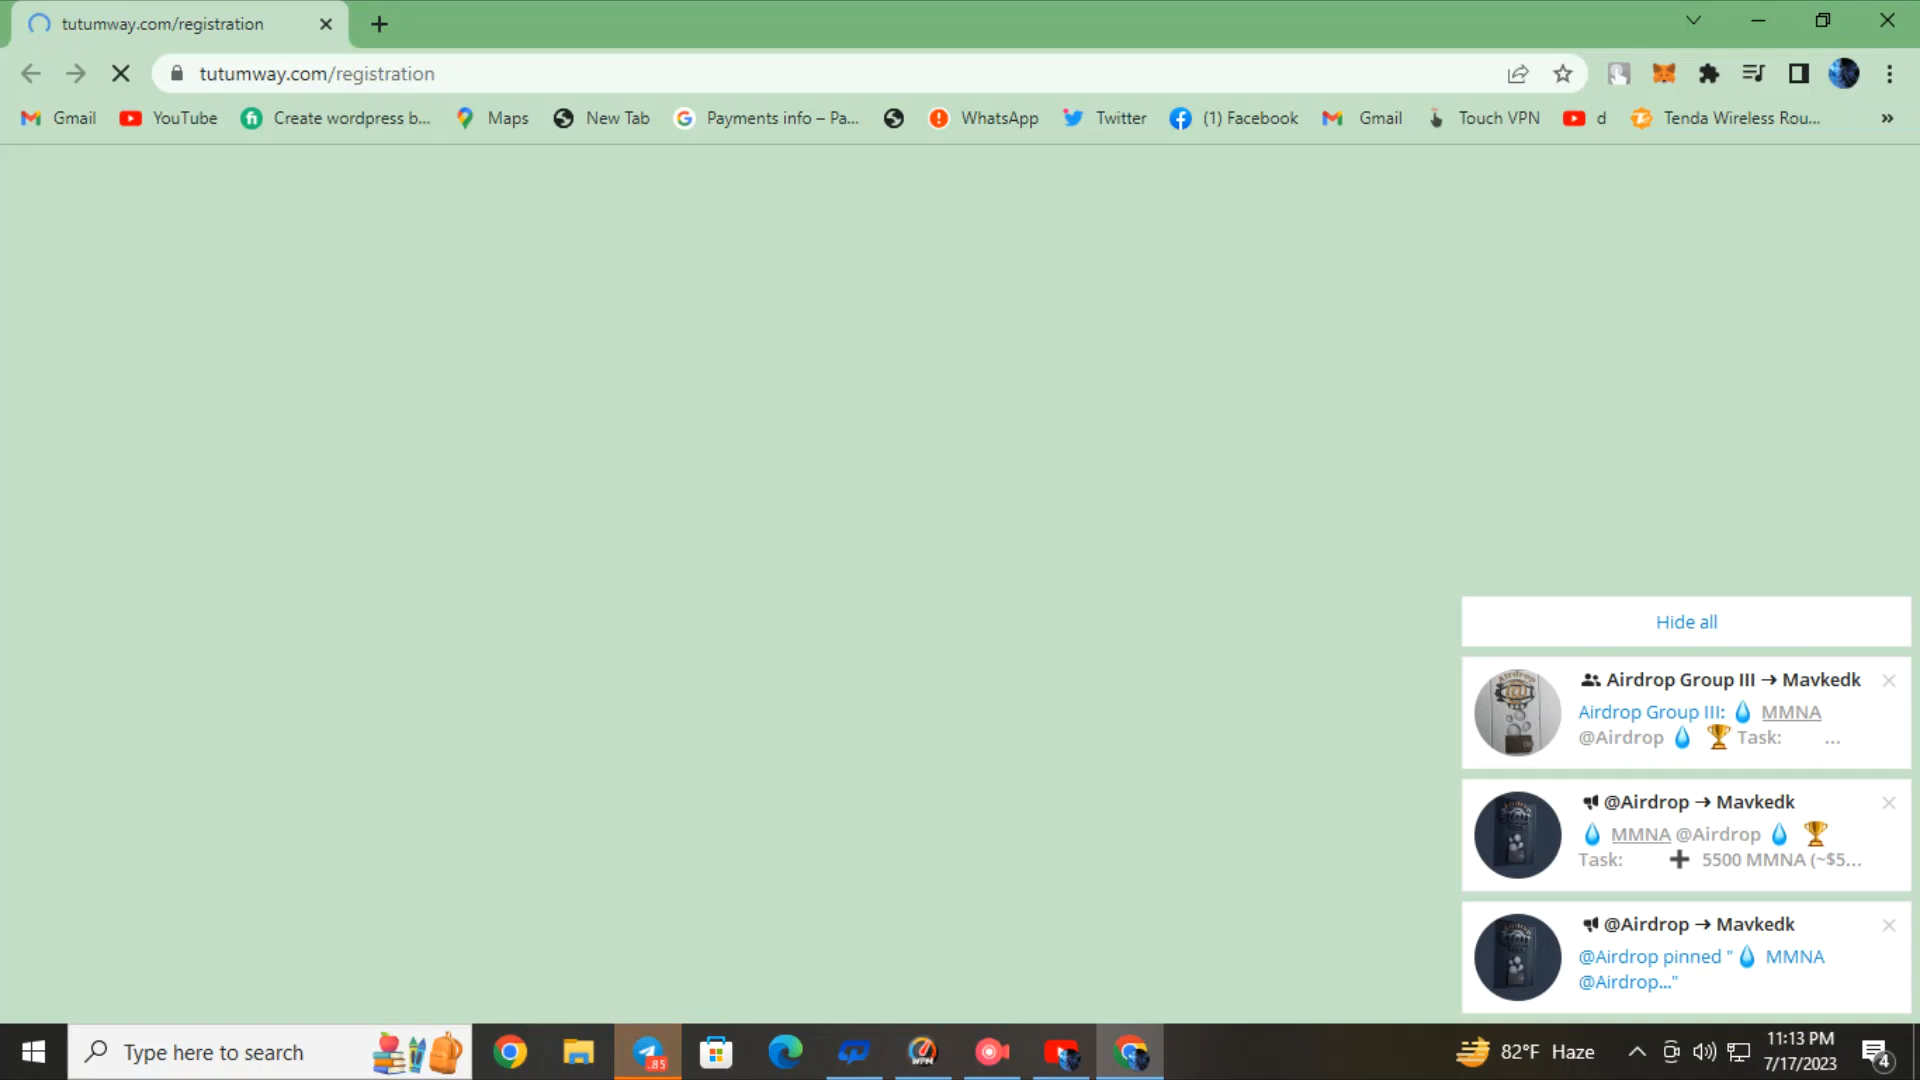 tutumway.com/registration
tutumway.com/registration
Gmail
YouTube
Create wordpress b...
Maps
New Tab
Payments info – Pa...
WhatsApp
Twitter
(1) Facebook
Gmail
Touch VPN
d
Tenda Wireless Rou...
»
Hide all
Airdrop Group III → Mavkedk
Airdrop Group III: 💧 MMNA
@Airdrop 💧 🏆 Task: ...
@Airdrop → Mavkedk
💧 MMNA @Airdrop 💧 🏆
Task: ➕ 5500 MMNA (~$5...
@Airdrop → Mavkedk
@Airdrop pinned "💧 MMNA
@Airdrop..."
Type here to search
85
WPM
82°F Haze
11:13 PM
7/17/2023
4